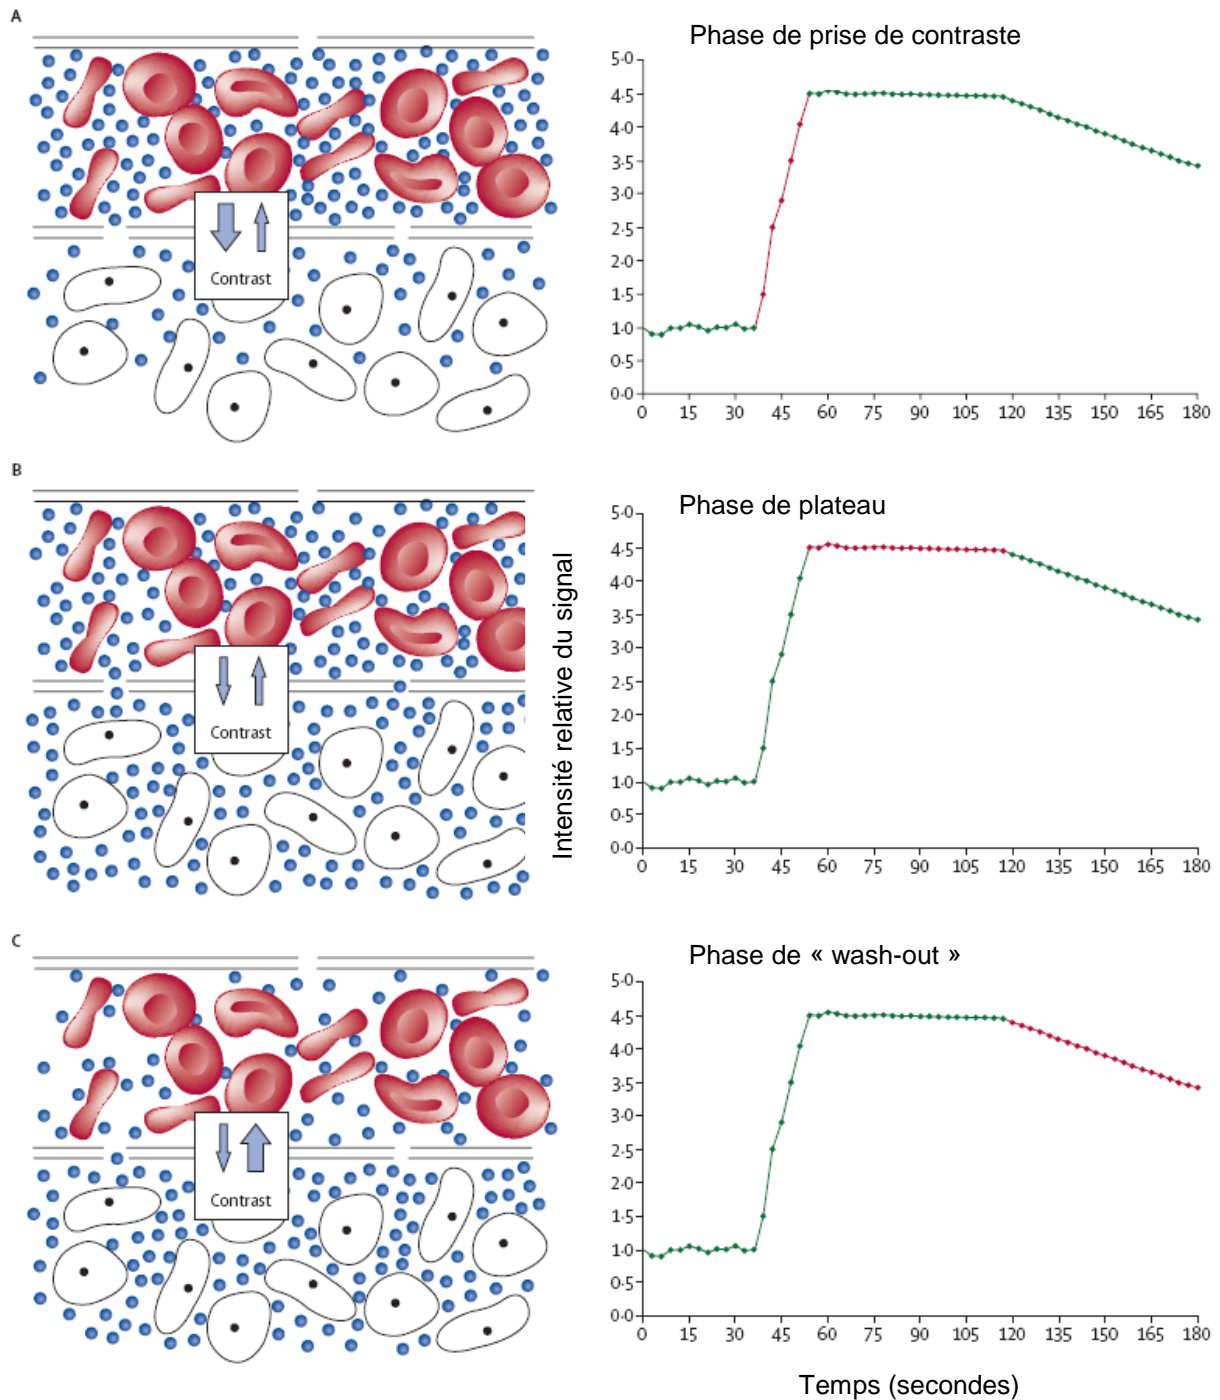 A
Phase de prise de contraste
5·0
4·5
4·0
3·5
3·0
2·5
2·0
1·5
1·0
0·5
0·0
0 15 30 45 60 75 90 105 120 135 150 165 180
Contrast
B
Phase de plateau
5·0
4·5
4·0
3·5
3·0
2·5
2·0
1·5
1·0
0·5
0·0
0 15 30 45 60 75 90 105 120 135 150 165 180
Contrast
Intensité relative du signal
C
Phase de « wash-out »
5·0
4·5
4·0
3·5
3·0
2·5
2·0
1·5
1·0
0·5
0·0
0 15 30 45 60 75 90 105 120 135 150 165 180
Contrast
Temps (secondes)